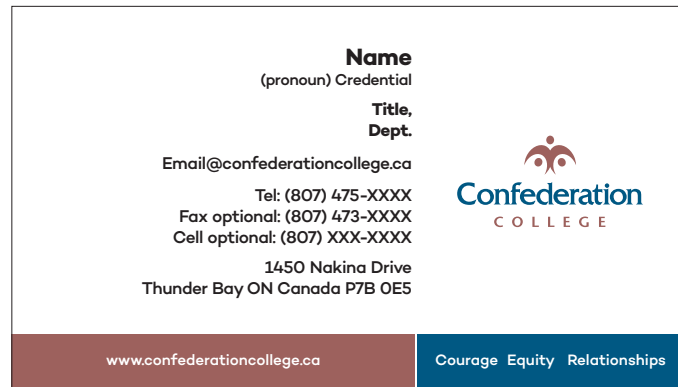 Name
(pronoun) Credential
Title,
Dept.
Email@confederationcollege.ca
Tel: (807) 475-XXXX
Fax optional: (807) 473-XXXX
Cell optional: (807) XXX-XXXX
1450 Nakina Drive
Thunder Bay ON Canada P7B 0E5
Confederation
COLLEGE
www.confederationcollege.ca
Courage Equity Relationships